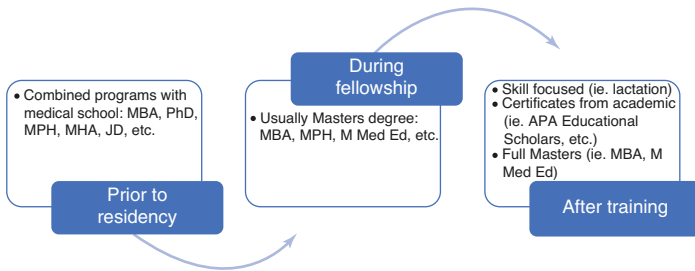 • Combined programs with
medical school: MBA, PhD,
MPH, MHA, JD, etc.
Prior to
residency
During
fellowship
• Usually Masters degree:
MBA, MPH, M Med Ed, etc.
• Skill focused (ie. lactation)
• Certificates from academic
(ie. APA Educational
Scholars, etc.)
• Full Masters (ie. MBA, M
Med Ed)
After training